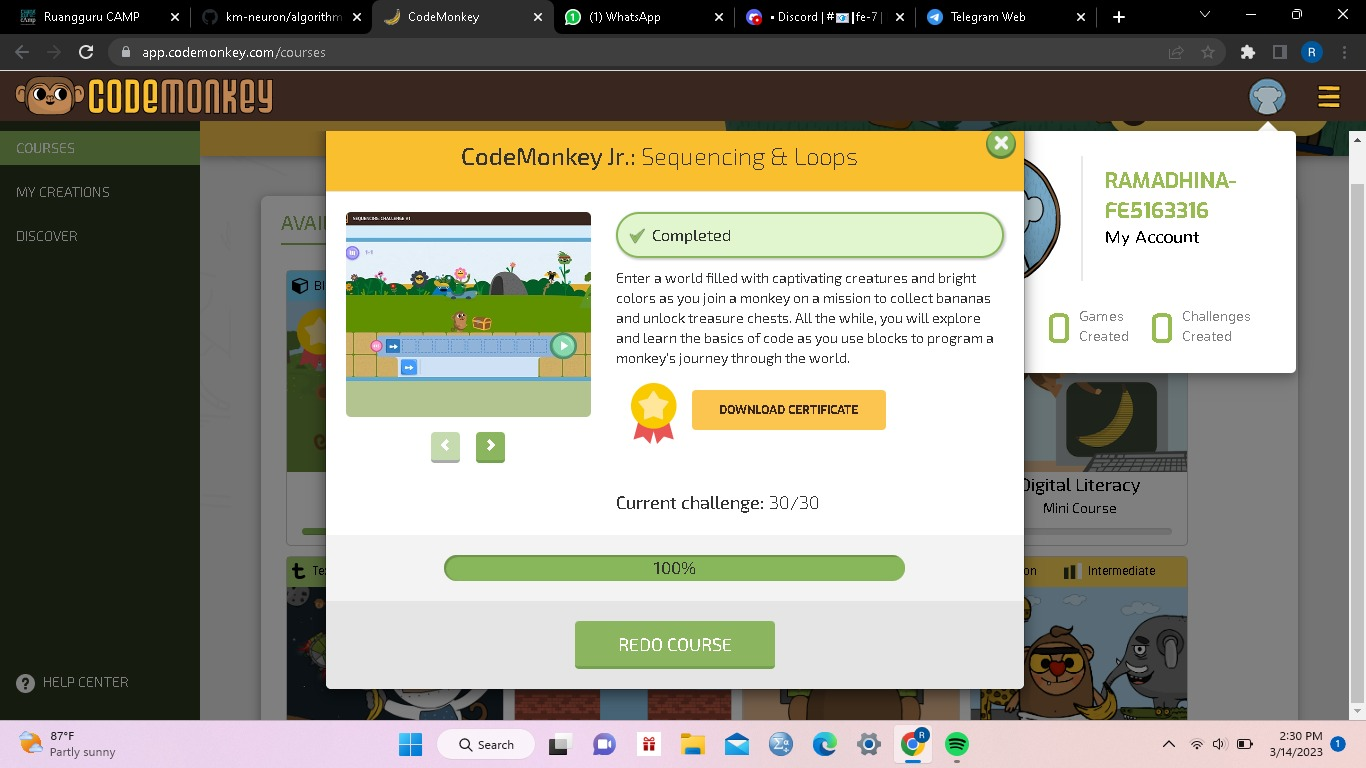 Ruangguru CAMP
km-neuron/algorithm
CodeMonkey
(1) WhatsApp
• Discord | #📧|fe-7 |
Telegram Web
app.codemonkey.com/courses
R
CODEMONKEY
COURSES
MY CREATIONS
DISCOVER
HELP CENTER
AVAI
Bl
CodeMonkey Jr.: Sequencing & Loops
SEQUENCING CHALLENGE #1
Completed
Enter a world filled with captivating creatures and bright
colors as you join a monkey on a mission to collect bananas
and unlock treasure chests. All the while, you will explore
and learn the basics of code as you use blocks to program a
monkey's journey through the world.
DOWNLOAD CERTIFICATE
Current challenge: 30/30
100%
REDO COURSE
RAMADHINA-
FE5163316
My Account
0 Games
Created
0 Challenges
Created
Digital Literacy
Mini Course
t Te
on
Intermediate
87°F
Partly sunny
Search
R
2:30 PM
3/14/2023
1